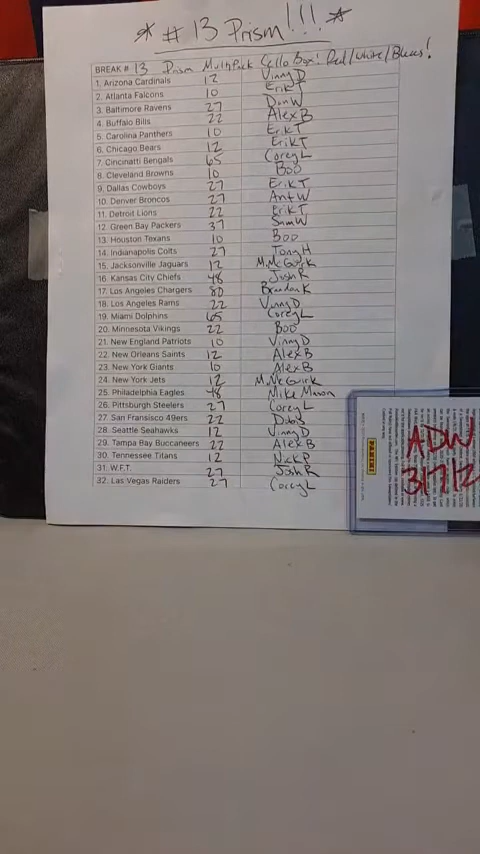 * # 13 Prism!!! *
BREAK # 13 Prism Multipack Cello Box! Red/White/Blues!
1. Arizona Cardinals 12 Vinny D
2. Atlanta Falcons 10 Erik T
3. Baltimore Ravens 27 Don W
4. Buffalo Bills 22 Alex B
5. Carolina Panthers 10 Erik T
6. Chicago Bears 12 Erik T
7. Cincinatti Bengals 65 Corey L
8. Cleveland Browns 10 Boo
9. Dallas Cowboys 27 Erik T
10. Denver Broncos 27 Ant W
11. Detroit Lions 22 Erik T
12. Green Bay Packers 37 Sam W
13. Houston Texans 10 Boo
14. Indianapolis Colts 27 Tony H
15. Jacksonville Jaguars 12 M. McGwick
16. Kansas City Chiefs 48 Josh R
17. Los Angeles Chargers 80 Brandon K
18. Los Angeles Rams 22 Vinny D
19. Miami Dolphins 65 Corey L
20. Minnesota Vikings 22 Boo
21. New England Patriots 10 Vinny D
22. New Orleans Saints 12 Alex B
23. New York Giants 10 Alex B
24. New York Jets 12 M. McGwick
25. Philadelphia Eagles 48 Mike Mason
26. Pittsburgh Steelers 27 Corey L
27. San Fransisco 49ers 22
28. Seattle Seahawks 12 Vinny D
29. Tampa Bay Buccaneers 22 Alex B
30. Tennessee Titans 12 Nick P
31. W.F.T. 27 Josh R
32. Las Vegas Raiders 27 Corey L
PANINI
ADW
3/7/2